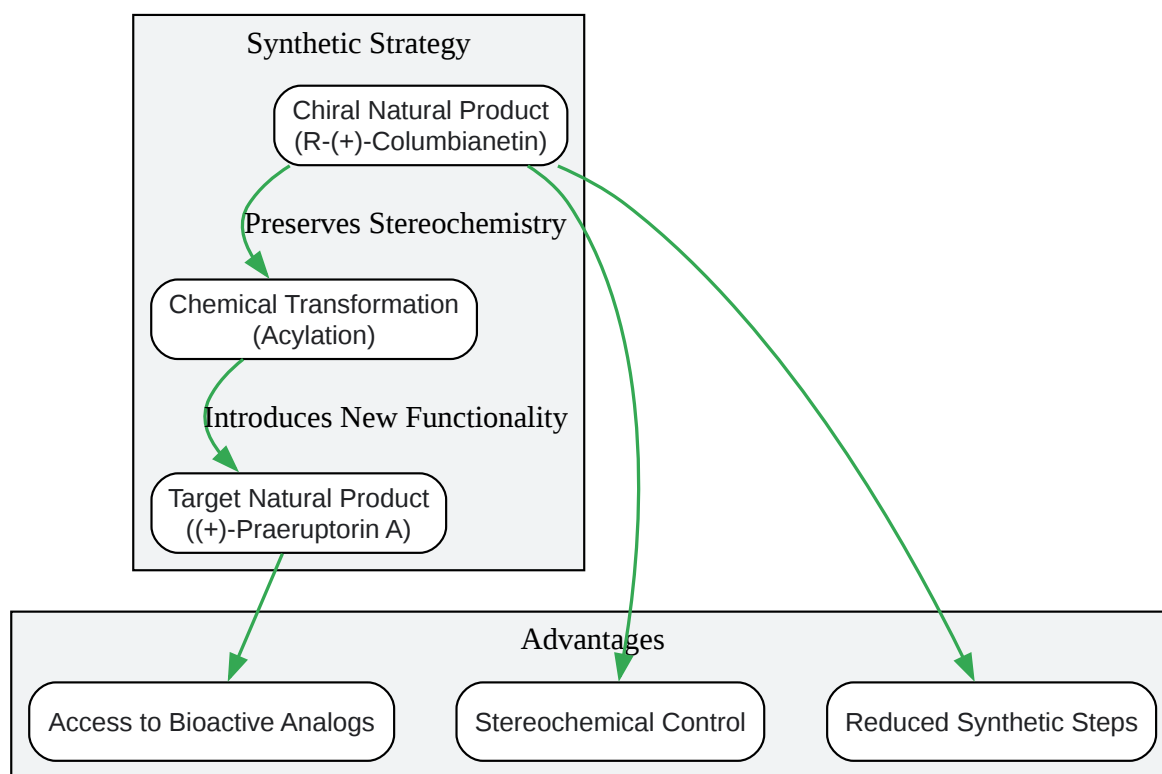 Synthetic Strategy
Chiral Natural Product
(R-(+)-Columbianetin)
Preserves Stereochemistry
Chemical Transformation
(Acylation)
Introduces New Functionality
Target Natural Product
((+)-Praeruptorin A)
Advantages
Access to Bioactive Analogs
Stereochemical Control
Reduced Synthetic Steps